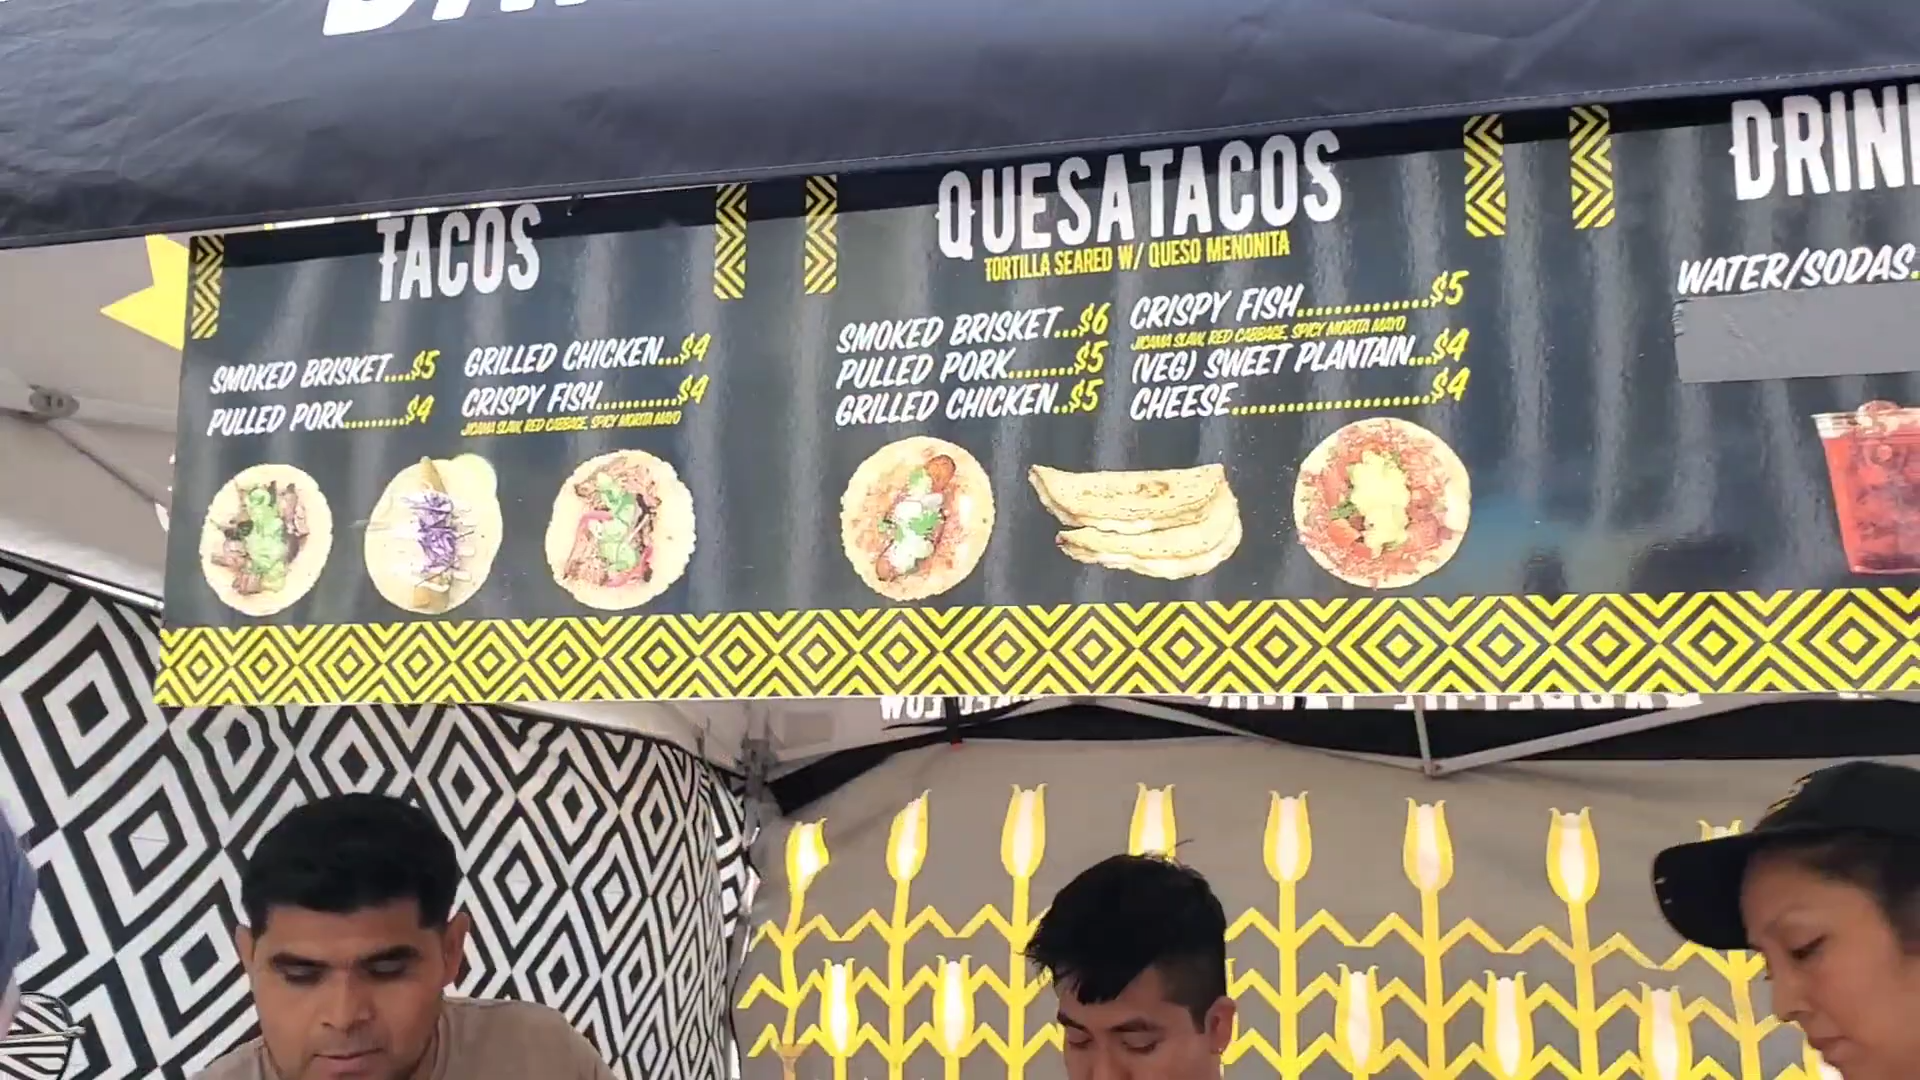 TACOS
SMOKED BRISKET....$5
PULLED PORK.........$4
GRILLED CHICKEN...$4
CRISPY FISH...........$4
JICAMA SLAW, RED CABBAGE, SPICY MORITA MAYO
QUESATACOS
TORTILLA SEARED W/ QUESO MENONITA
SMOKED BRISKET...$6
PULLED PORK........$5
GRILLED CHICKEN..$5
CRISPY FISH.............$5
JICAMA SLAW, RED CABBAGE, SPICY MORITA MAYO
(VEG) SWEET PLANTAIN...$4
CHEESE......................$4
WATER/SODAS.